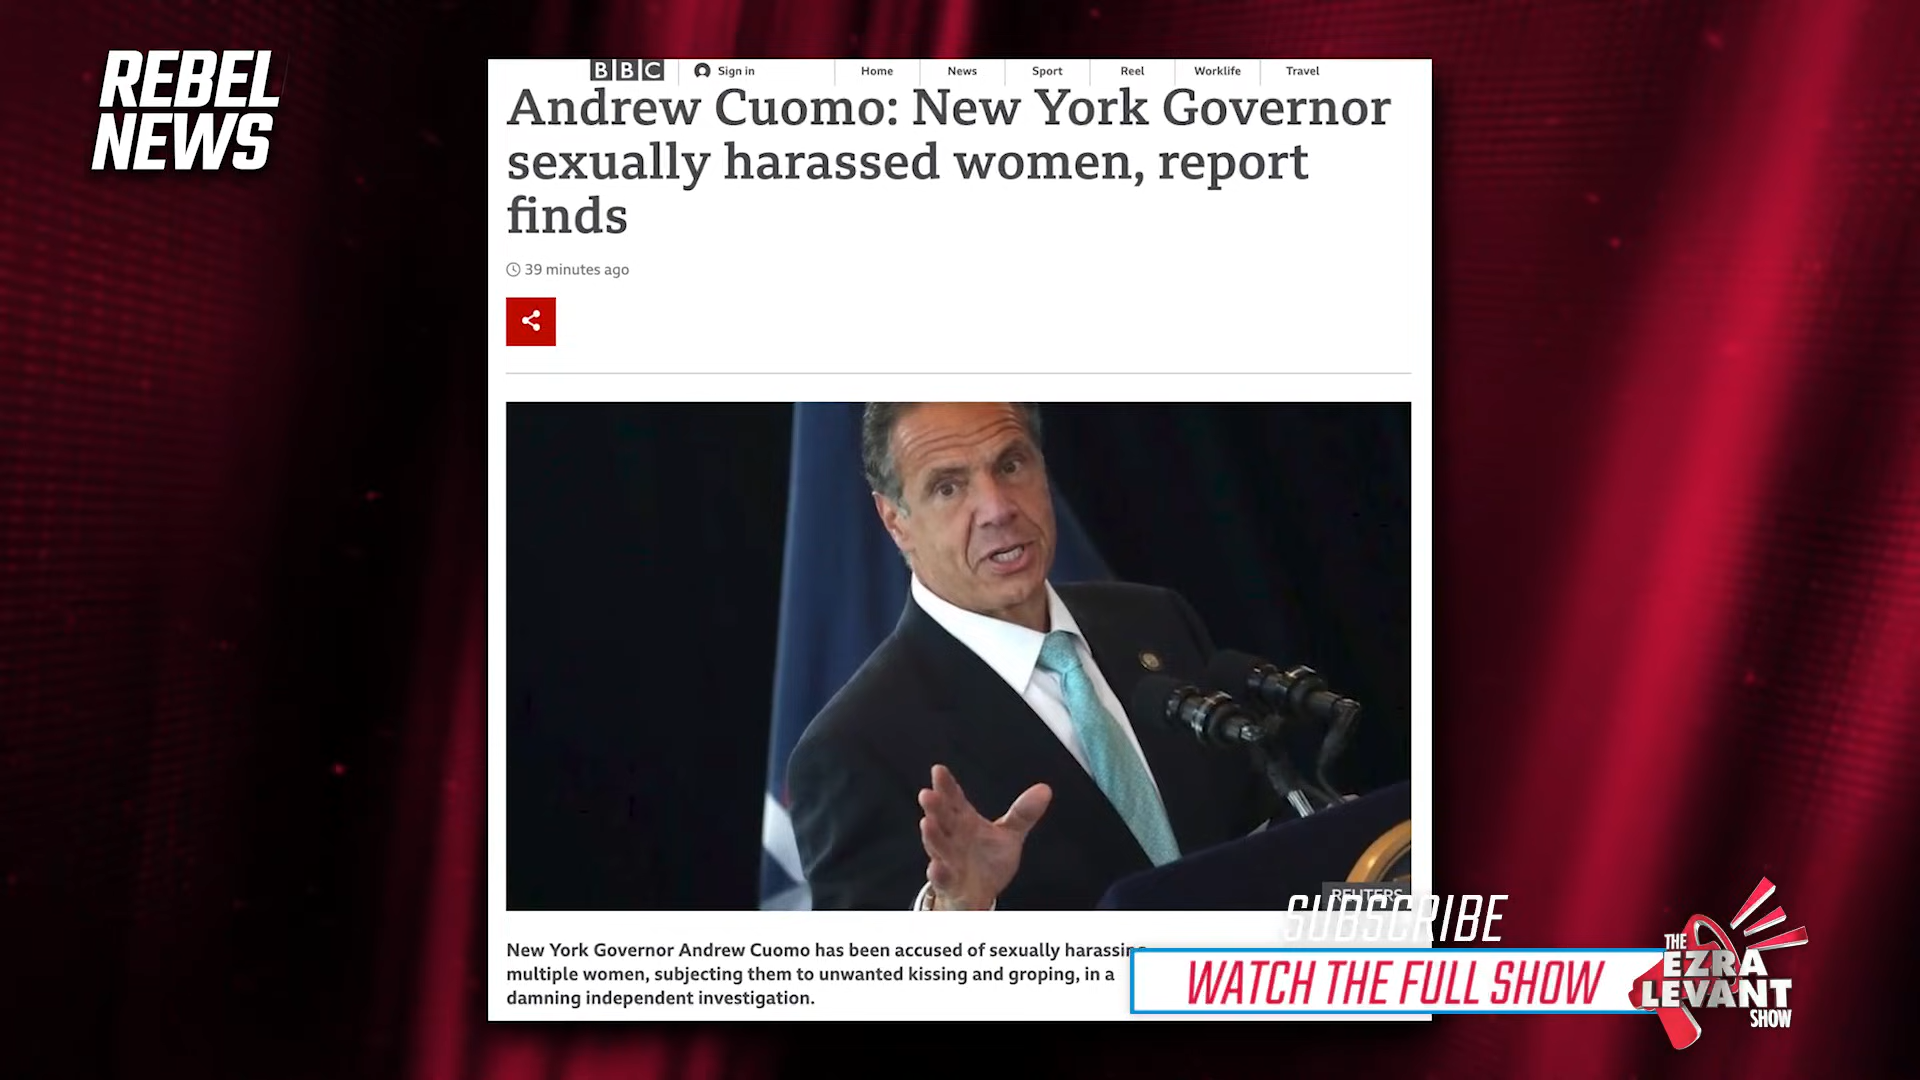 REBEL
NEWS
BBC Sign in Home News Sport Reel Worklife Travel
Andrew Cuomo: New York Governor
sexually harassed women, report
finds
39 minutes ago
REUTERS
SUBSCRIBE
New York Governor Andrew Cuomo has been accused of sexually harassing
multiple women, subjecting them to unwanted kissing and groping, in a
damning independent investigation.
WATCH THE FULL SHOW
THE
EZRA
LEVANT
SHOW